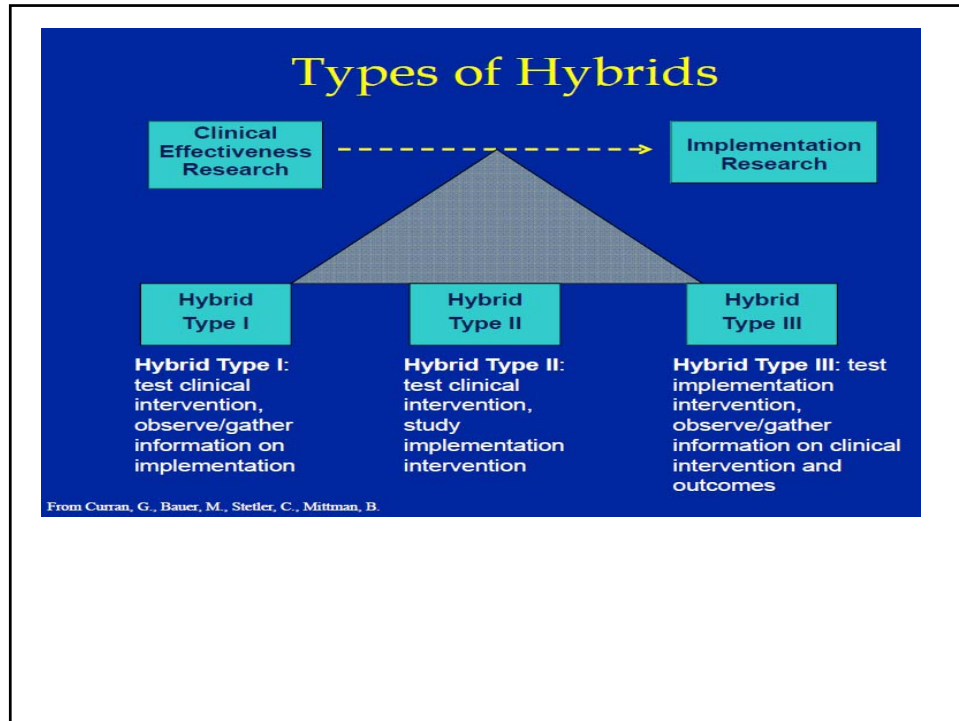 Types of Hybrids
Clinical
Effectiveness
Research
Implementation
Research
Hybrid
Type I
Hybrid
Type II
Hybrid
Type III
Hybrid Type I:
test clinical
intervention,
observe/gather
information on
implementation
Hybrid Type II:
test clinical
intervention,
study
implementation
intervention
Hybrid Type III: test
implementation
intervention,
observe/gather
information on clinical
intervention and
outcomes
From Curran, G., Bauer, M., Stetler, C., Mittman, B.